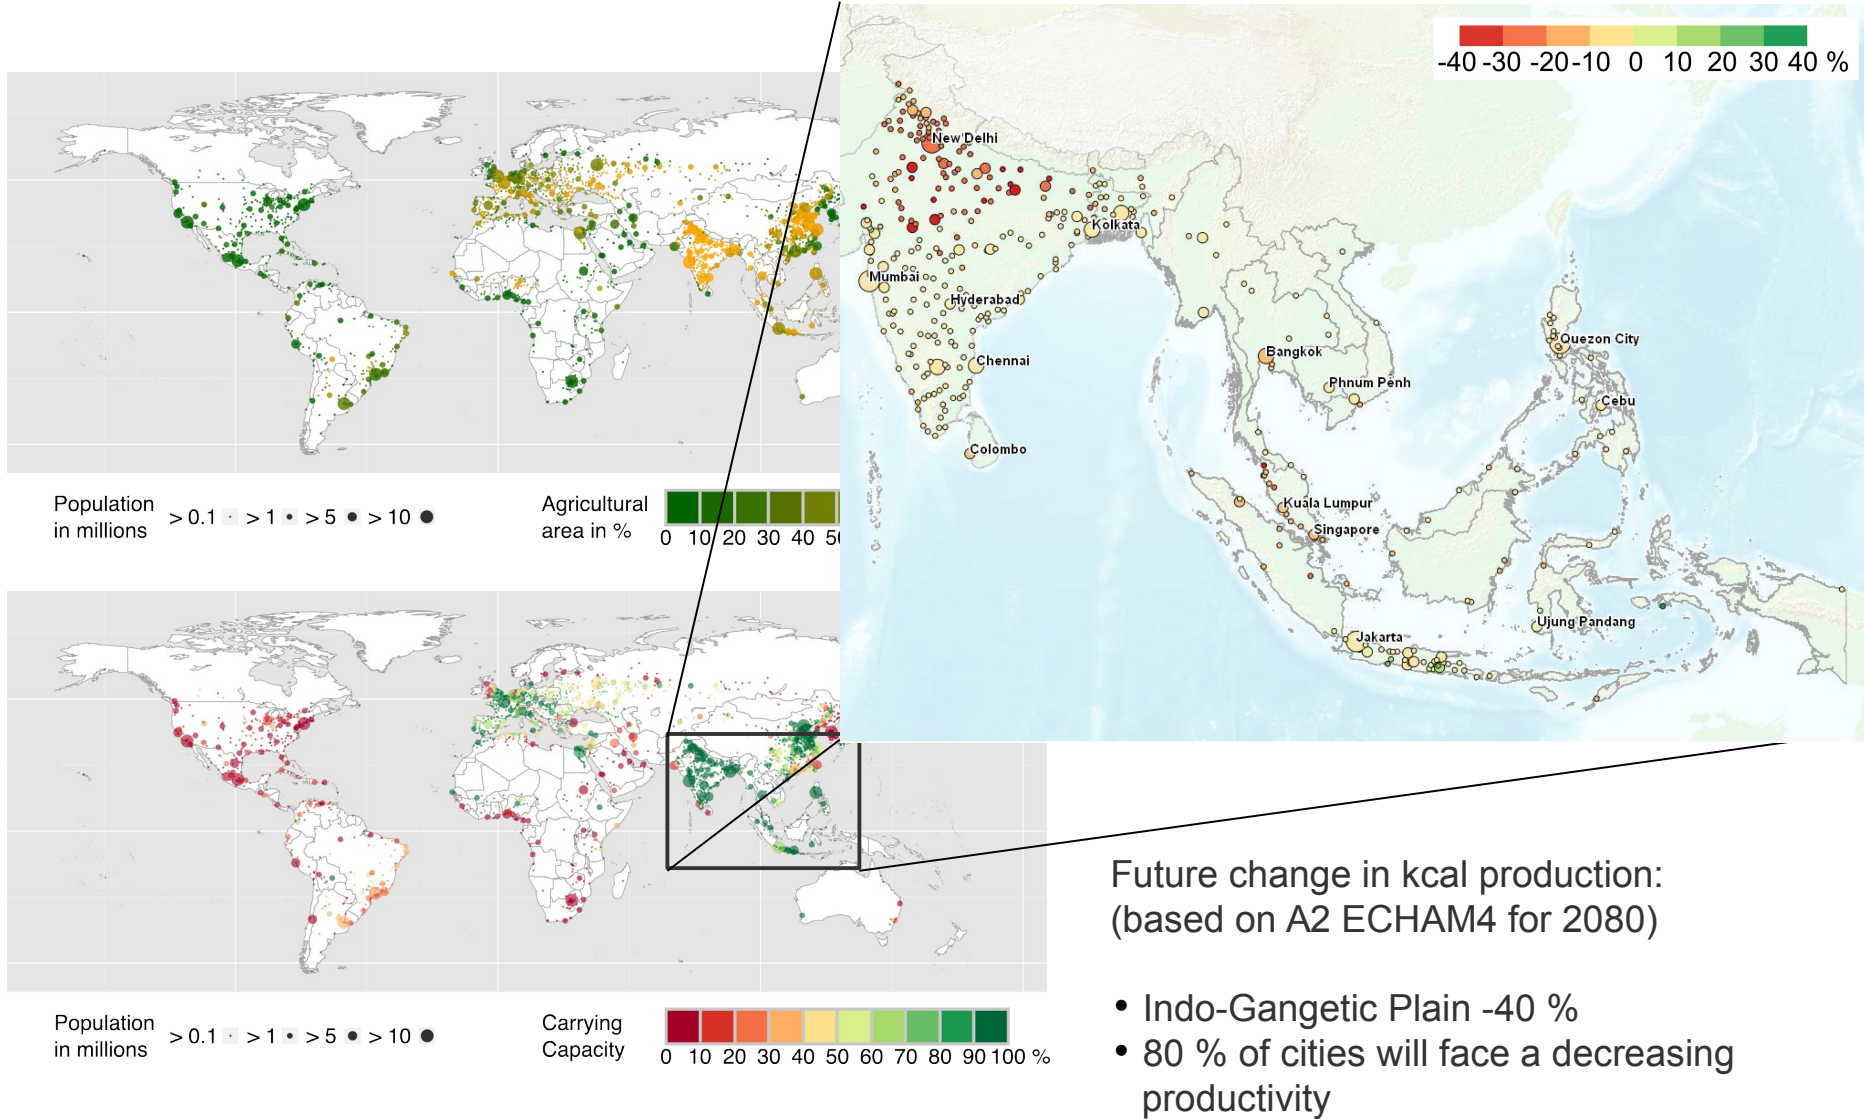 -40 -30 -20 -10 0 10 20 30 40 %
New Delhi
Kolkata
Mumbai
Hyderabad
Chennai
Colombo
Bangkok
Phnum Pénh
Quezon City
Cebu
Kuala Lumpur
Singapore
Jakarta
Ujung Pandang
Population
in millions
> 0.1 > 1 > 5 > 10
Agricultural
area in %
0 10 20 30 40
Population
in millions
> 0.1 > 1 > 5 > 10
Carrying
Capacity
0 10 20 30 40 50 60 70 80 90 100 %
Future change in kcal production:
(based on A2 ECHAM4 for 2080)
• Indo-Gangetic Plain -40 %
• 80 % of cities will face a decreasing
productivity